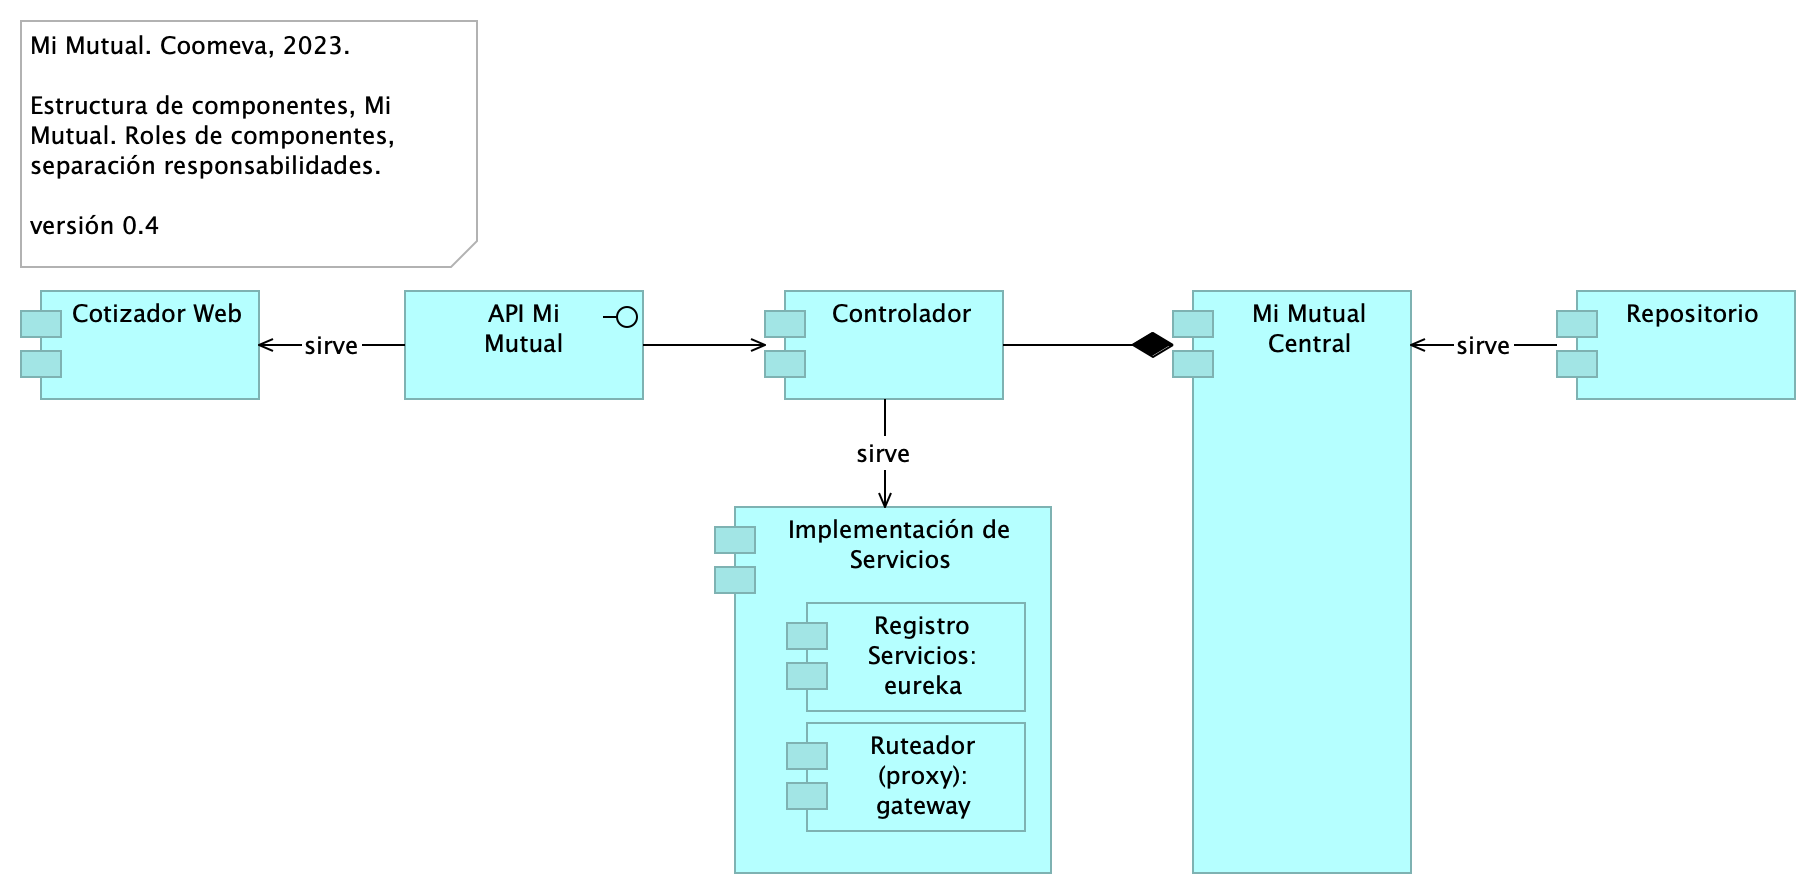 Mi Mutual. Coomeva, 2023.
Estructura de componentes, Mi
Mutual. Roles de componentes,
separación responsabilidades.
versión 0.4
Cotizador Web
sirve
API Mi
Mutual
Controlador
Mi Mutual
Central
sirve
Repositorio
sirve
Implementación de
Servicios
Registro
Servicios:
eureka
Ruteador
(proxy):
gateway